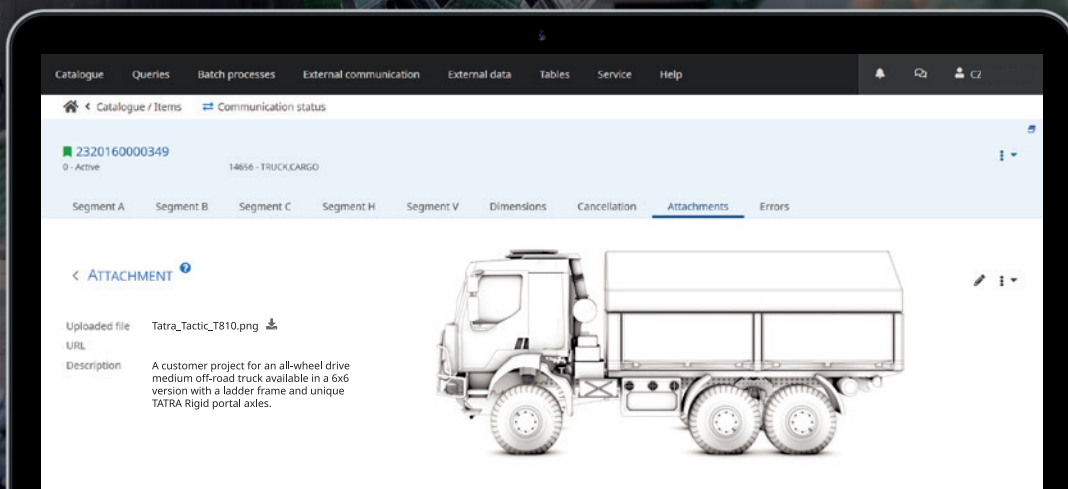 Catalogue Queries Batch processes External communication External data Tables Service Help CZ
Catalogue / Items Communication status
2320160000349
0 - Active 14656 - TRUCK,CARGO
Segment A Segment B Segment C Segment H Segment V Dimensions Cancellation Attachments Errors
< ATTACHMENT ?
Uploaded file Tatra_Tactic_T810.png
URL
Description A customer project for an all-wheel drive
medium off-road truck available in a 6x6
version with a ladder frame and unique
TATRA Rigid portal axles.